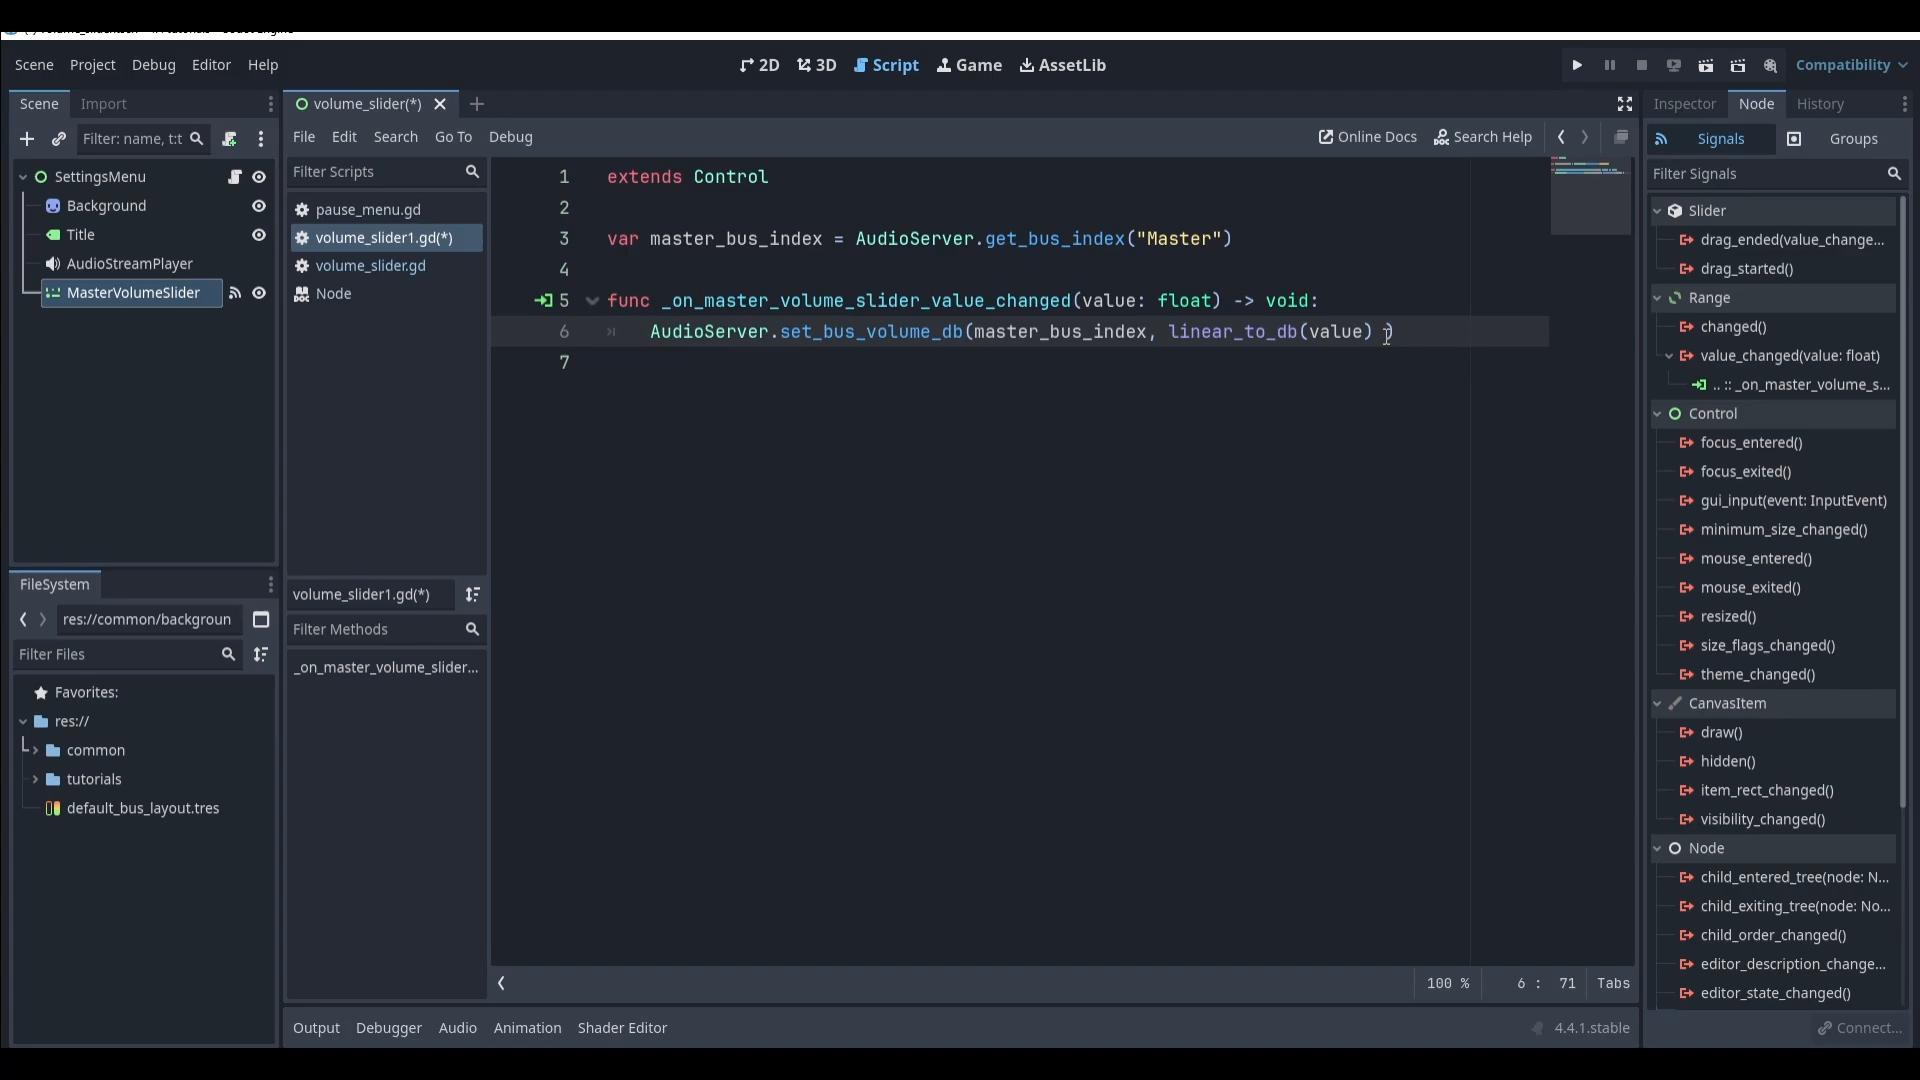 Scene Project Debug Editor Help
2D 3D Script Game AssetLib
Compatibility
Scene Import
Filter: name, t:t
SettingsMenu
Background
Title
AudioStreamPlayer
MasterVolumeSlider
FileSystem
res://common/backgroun
Filter Files
Favorites:
res://
common
tutorials
default_bus_layout.tres
volume_slider(*)
File Edit Search Go To Debug
Online Docs Search Help
Filter Scripts
pause_menu.gd
volume_slider1.gd(*)
volume_slider.gd
Node
volume_slider1.gd(*)
Filter Methods
_on_master_volume_slider...
1 extends Control
2
3 var master_bus_index = AudioServer.get_bus_index("Master")
4
5 func _on_master_volume_slider_value_changed(value: float) -> void:
6 AudioServer.set_bus_volume_db(master_bus_index, linear_to_db(value) )
7
100 % 6 : 71 Tabs
Output Debugger Audio Animation Shader Editor
4.4.1.stable
Inspector Node History
Signals Groups
Filter Signals
Slider
drag_ended(value_change...
drag_started()
Range
changed()
value_changed(value: float)
.. :: _on_master_volume_s...
Control
focus_entered()
focus_exited()
gui_input(event: InputEvent)
minimum_size_changed()
mouse_entered()
mouse_exited()
resized()
size_flags_changed()
theme_changed()
CanvasItem
draw()
hidden()
item_rect_changed()
visibility_changed()
Node
child_entered_tree(node: N...
child_exiting_tree(node: No...
child_order_changed()
editor_description_change...
editor_state_changed()
Connect...